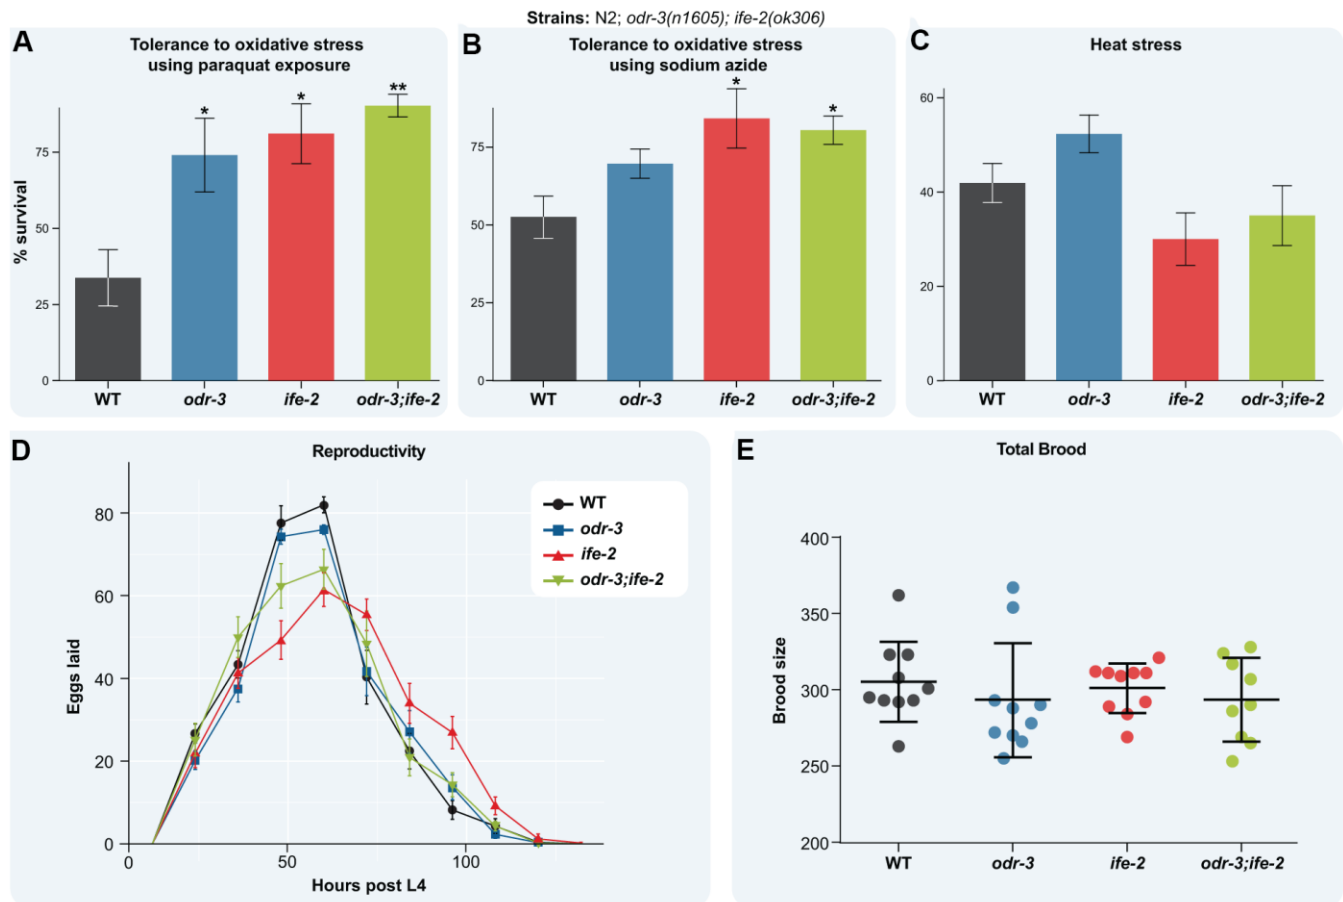 Strains: N2; odr-3(n1605); ife-2(ok306)
A
Tolerance to oxidative stress
using paraquat exposure
% survival
75
50
25
0
*
*
**
WT
odr-3
ife-2
odr-3;ife-2
B
Tolerance to oxidative stress
using sodium azide
75
50
25
0
*
*
WT
odr-3
ife-2
odr-3;ife-2
C
Heat stress
60
40
20
0
WT
odr-3
ife-2
odr-3;ife-2
D
Reproductivity
Eggs laid
80
60
40
20
0
0
50
100
Hours post L4
WT
odr-3
ife-2
odr-3;ife-2
E
Total Brood
Brood size
400
350
300
250
200
WT
odr-3
ife-2
odr-3;ife-2